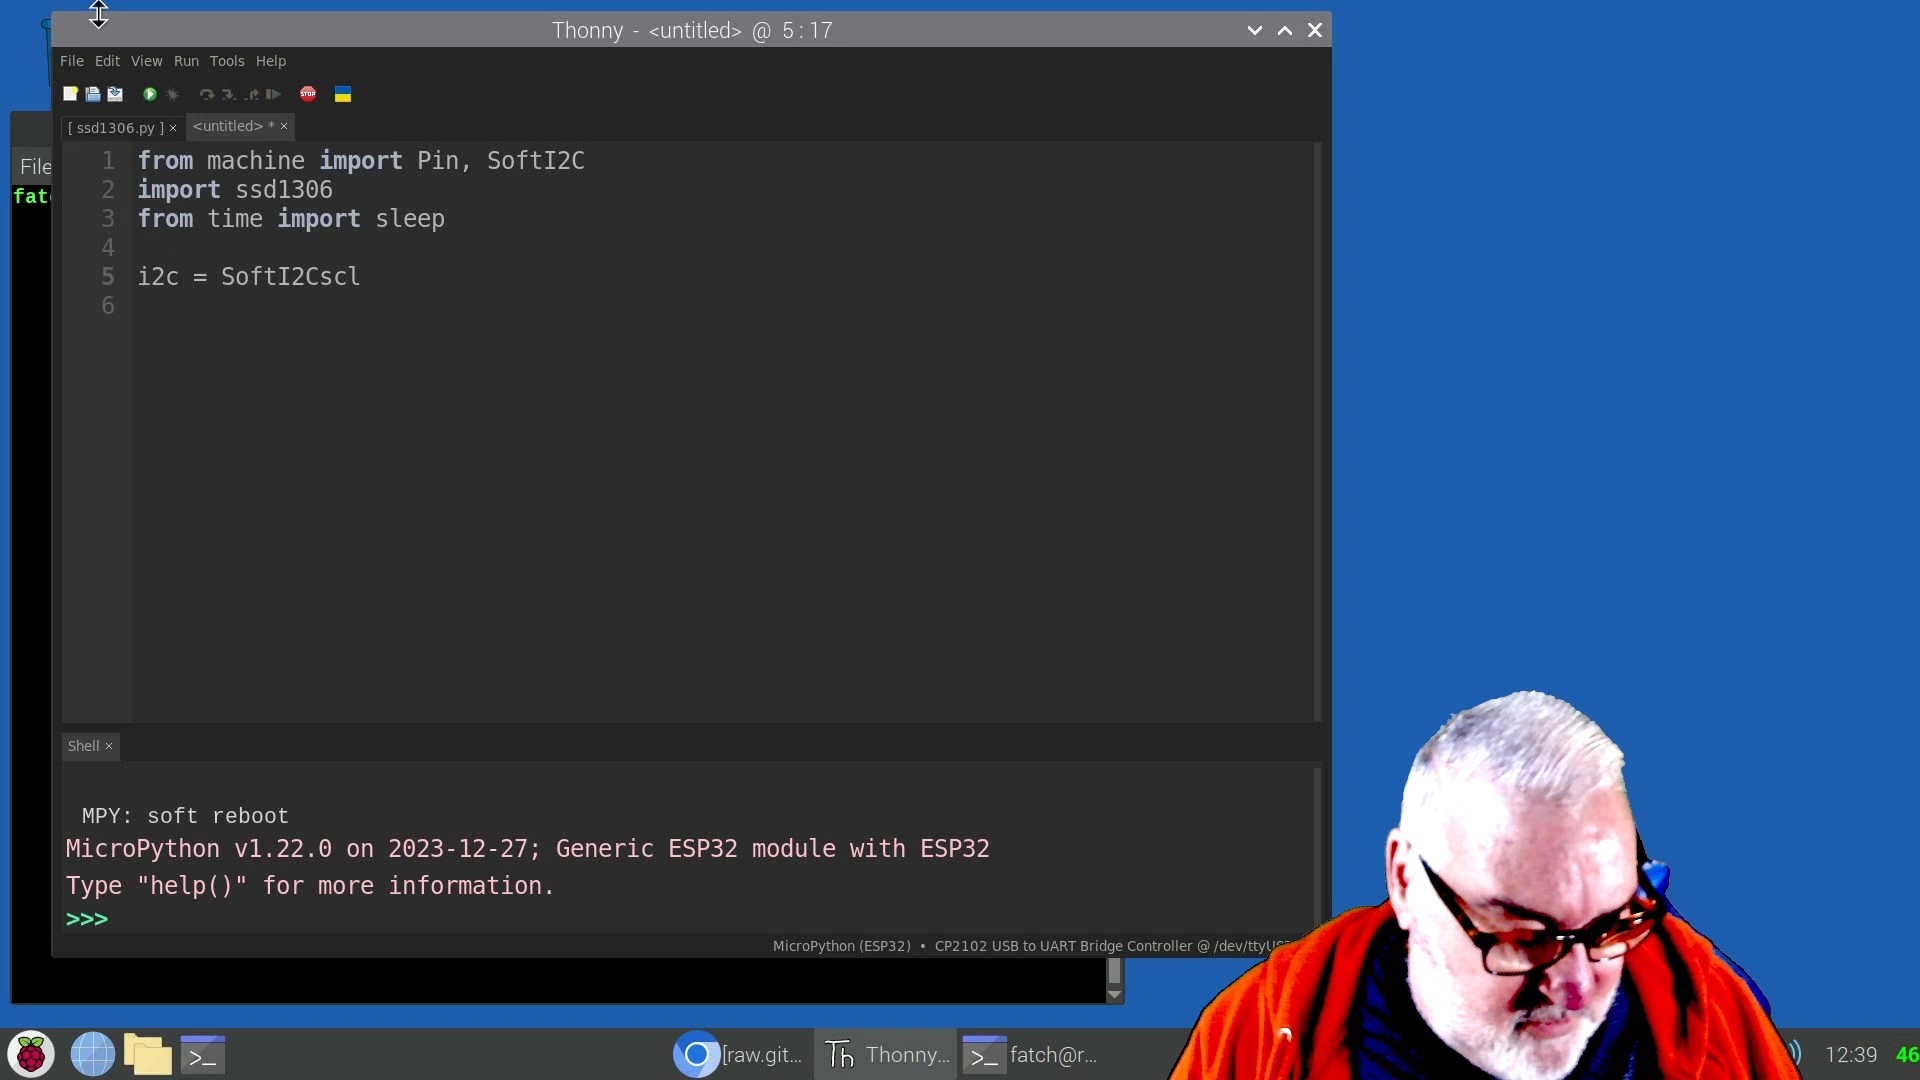 Thonny - <untitled> @ 5 : 17
File Edit View Run Tools Help
STOP
[ ssd1306.py ] × <untitled> * ×
File
1 from machine import Pin, SoftI2C
2 import ssd1306
3 from time import sleep
4
5 i2c = SoftI2Cscl
6
Shell ×
MPY: soft reboot
MicroPython v1.22.0 on 2023-12-27; Generic ESP32 module with ESP32
Type "help()" for more information.
>>>
MicroPython (ESP32) • CP2102 USB to UART Bridge Controller @
[raw.git... Th Thonny... >_ fatch@r... 12:39 46